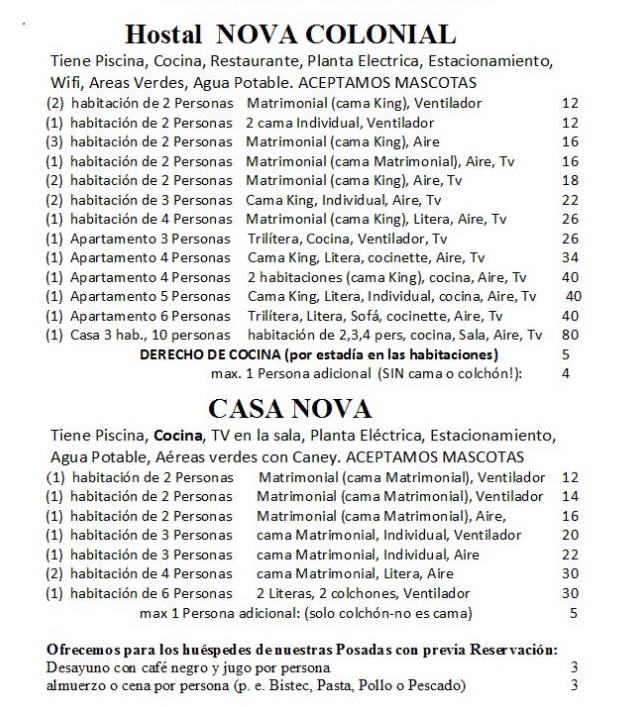 Hostal NOVA COLONIAL
Tiene Piscina, Cocina, Restaurante, Planta Electrica, Estacionamiento,
Wifi, Areas Verdes, Agua Potable. ACEPTAMOS MASCOTAS
(2) habitación de 2 Personas Matrimonial (cama King), Ventilador 12
(1) habitación de 2 Personas 2 cama Individual, Ventilador 12
(3) habitación de 2 Personas Matrimonial (cama King), Aire 16
(1) habitación de 2 Personas Matrimonial (cama Matrimonial), Aire, Tv 16
(2) habitación de 2 Personas Matrimonial (cama King), Aire, Tv 18
(2) habitación de 3 Personas Cama King, Individual, Aire, Tv 22
(1) habitación de 4 Personas Matrimonial (cama King), Litera, Aire, Tv 26
(1) Apartamento 3 Personas Trilítera, Cocina, Ventilador, Tv 26
(1) Apartamento 4 Personas Cama King, Litera, cocinette, Aire, Tv 34
(1) Apartamento 4 Personas 2 habitaciones (cama King), cocina, Aire, Tv 40
(1) Apartamento 5 Personas Cama King, Litera, Individual, cocina, Aire, Tv 40
(1) Apartamento 6 Personas Trilítera, Litera, Sofá, cocinette, Aire, Tv 40
(1) Casa 3 hab., 10 personas habitación de 2,3,4 pers, cocina, Sala, Aire, Tv 80
DERECHO DE COCINA (por estadía en las habitaciones) 5
max. 1 Persona adicional (SIN cama o colchón!): 4
CASA NOVA
Tiene Piscina, Cocina, TV en la sala, Planta Eléctrica, Estacionamiento,
Agua Potable, Aéreas verdes con Caney. ACEPTAMOS MASCOTAS
(1) habitación de 2 Personas Matrimonial (cama Matrimonial), Ventilador 12
(1) habitación de 2 Personas Matrimonial (cama Matrimonial), Ventilador 14
(1) habitación de 2 Personas Matrimonial (cama Matrimonial), Aire, 16
(1) habitación de 3 Personas cama Matrimonial, Individual, Ventilador 20
(1) habitación de 3 Personas cama Matrimonial, Individual, Aire 22
(2) habitación de 4 Personas cama Matrimonial, Litera, Aire 30
(1) habitación de 6 Personas 2 Literas, 2 colchones, Ventilador 30
max 1 Persona adicional: (solo colchón-no es cama) 5
Ofrecemos para los huéspedes de nuestras Posadas con previa Reservación:
Desayuno con café negro y jugo por persona 3
almuerzo o cena por persona (p. e. Bistec, Pasta, Pollo o Pescado) 3